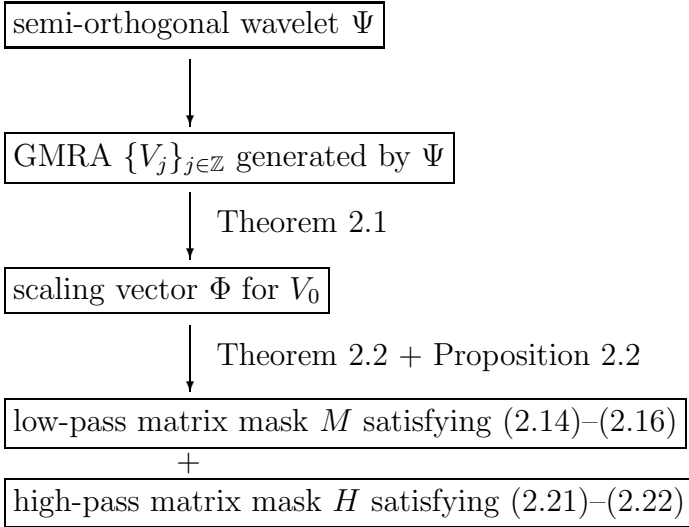 semi-orthogonal wavelet Ψ
GMRA {V_j}_{j∈ℤ} generated by Ψ
Theorem 2.1
scaling vector Φ for V_0
Theorem 2.2 + Proposition 2.2
low-pass matrix mask M satisfying (2.14)–(2.16)
+
high-pass matrix mask H satisfying (2.21)–(2.22)